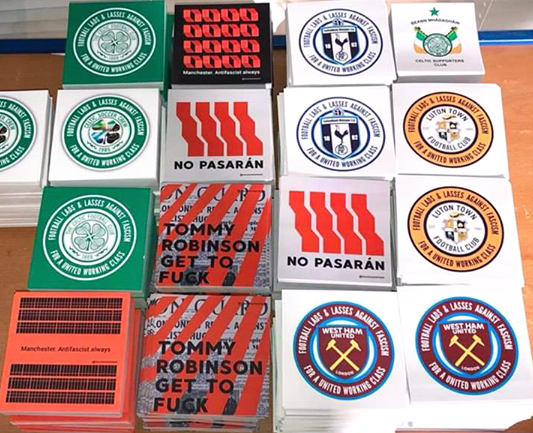 FOOTBALL LADS & LASSES AGAINST FASCISM
FOR A UNITED WORKING CLASS
Manchester. Antifascist always
FOOTBALL LADS & LASSES AGAINST FASCISM
FOR A UNITED WORKING CLASS
CELTIC SUPPORTERS
CLUB
FOOTBALL LADS & LASSES AGAINST FASCISM
FOR A UNITED WORKING CLASS
NO PASARÁN
FOOTBALL LADS & LASSES AGAINST FASCISM
FOR A UNITED WORKING CLASS
FOOTBALL LADS & LASSES AGAINST FASCISM
LUTON TOWN
FOOTBALL CLUB
FOR A UNITED WORKING CLASS
FOOTBALL LADS & LASSES AGAINST FASCISM
FOR A UNITED WORKING CLASS
TOMMY
ROBINSON
GET TO
FUCK
NO PASARÁN
FOOTBALL LADS & LASSES AGAINST FASCISM
LUTON TOWN
FOOTBALL CLUB
FOR A UNITED WORKING CLASS
Manchester. Antifascist always
TOMMY
ROBINSON
GET TO
FUCK
FOOTBALL LADS & LASSES AGAINST FASCISM
WEST HAM
UNITED
LONDON
FOR A UNITED WORKING CLASS
FOOTBALL LADS & LASSES AGAINST FASCISM
WEST HAM
UNITED
LONDON
FOR A UNITED WORKING CLASS